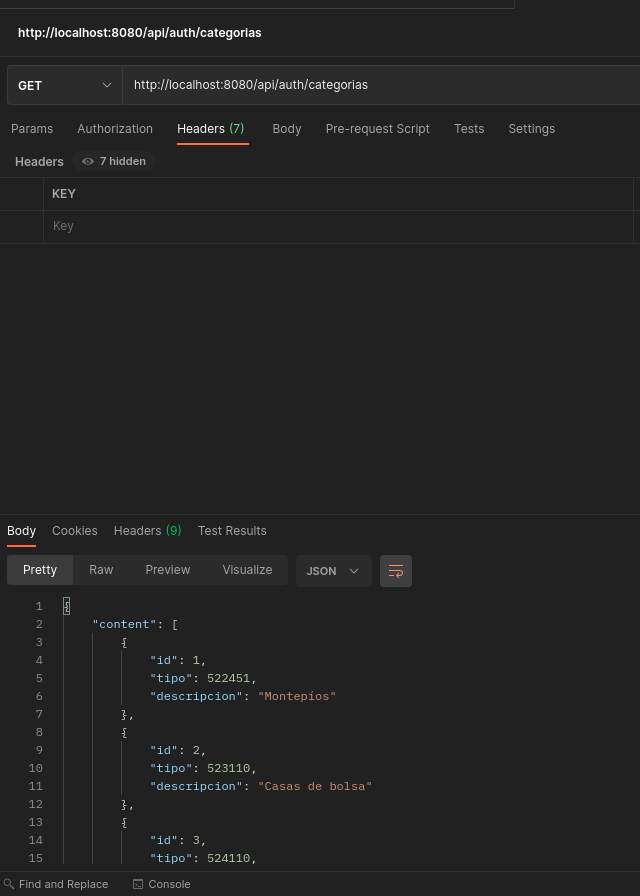 http://localhost:8080/api/auth/categorias
GET http://localhost:8080/api/auth/categorias
Params Authorization Headers (7) Body Pre-request Script Tests Settings
Headers 7 hidden
KEY
Key
Body Cookies Headers (9) Test Results
Pretty Raw Preview Visualize JSON
1 {
2 "content": [
3 {
4 "id": 1,
5 "tipo": 522451,
6 "descripcion": "Montepíos"
7 },
8 {
9 "id": 2,
10 "tipo": 523110,
11 "descripcion": "Casas de bolsa"
12 },
13 {
14 "id": 3,
15 "tipo": 524110,
Find and Replace Console